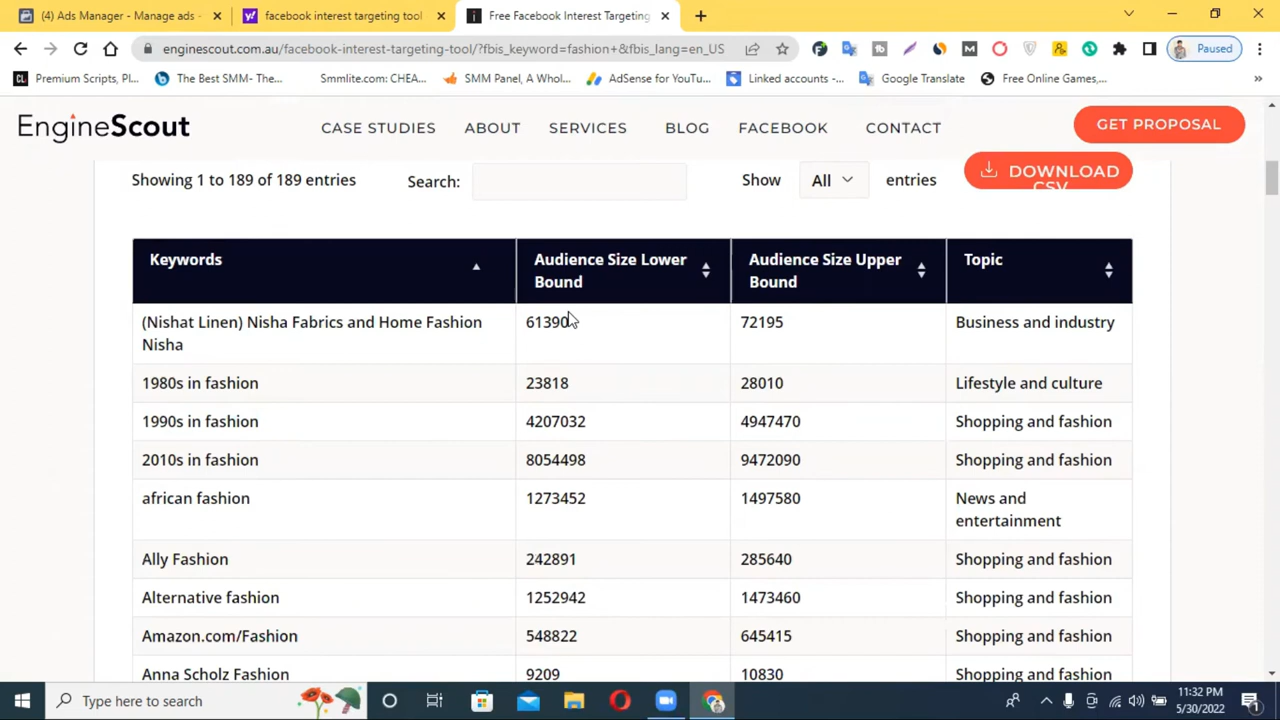 (4) Ads Manager - Manage ads - 
facebook interest targeting tool
Free Facebook Interest Targeting
enginescout.com.au/facebook-interest-targeting-tool/?fbis_keyword=fashion+&fbis_lang=en_US
Paused
Premium Scripts, Pl...
The Best SMM- The...
Smmlite.com: CHEA...
SMM Panel, A Whol...
AdSense for YouTu...
Linked accounts -...
Google Translate
Free Online Games,...
»
EngineScout
CASE STUDIES
ABOUT
SERVICES
BLOG
FACEBOOK
CONTACT
GET PROPOSAL
Showing 1 to 189 of 189 entries
Search:
Show
All
entries
DOWNLOAD
CSV
Keywords
Audience Size Lower
Bound
Audience Size Upper
Bound
Topic
(Nishat Linen) Nisha Fabrics and Home Fashion
Nisha
61390
72195
Business and industry
1980s in fashion
23818
28010
Lifestyle and culture
1990s in fashion
4207032
4947470
Shopping and fashion
2010s in fashion
8054498
9472090
Shopping and fashion
african fashion
1273452
1497580
News and
entertainment
Ally Fashion
242891
285640
Shopping and fashion
Alternative fashion
1252942
1473460
Shopping and fashion
Amazon.com/Fashion
548822
645415
Shopping and fashion
Anna Scholz Fashion
9209
10830
Shopping and fashion
Type here to search
11:32 PM
5/30/2022
1